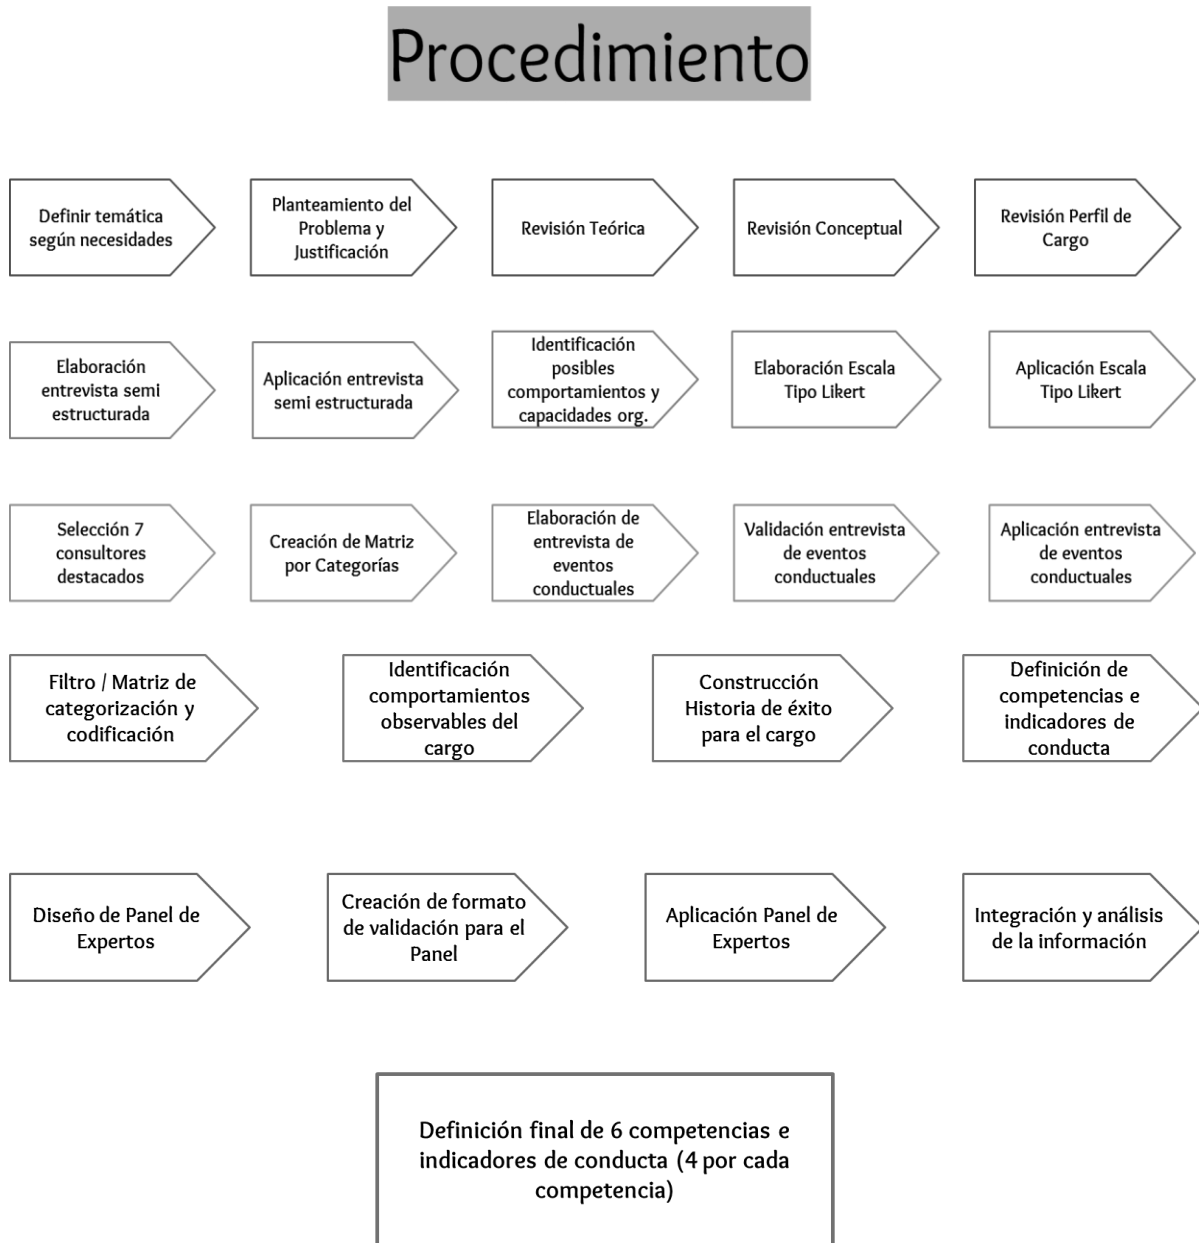 Procedimiento
Definir temática
según necesidades
Planteamiento del
Problema y
Justificación
Revisión Teórica
Revisión Conceptual
Revisión Perfil de
Cargo
Elaboración
entrevista semi
estructurada
Aplicación entrevista
semi estructurada
Identificación
posibles
comportamientos y
capacidades org.
Elaboración Escala
Tipo Likert
Aplicación Escala
Tipo Likert
Selección 7
consultores
destacados
Creación de Matriz
por Categorías
Elaboración de
entrevista de
eventos
conductuales
Validación entrevista
de eventos
conductuales
Aplicación entrevista
de eventos
conductuales
Filtro / Matriz de
categorización y
codificación
Identificación
comportamientos
observables del
cargo
Construcción
Historia de éxito
para el cargo
Definición de
competencias e
indicadores de
conducta
Diseño de Panel de
Expertos
Creación de formato
de validación para el
Panel
Aplicación Panel de
Expertos
Integración y análisis
de la información
Definición final de 6 competencias e
indicadores de conducta (4 por cada
competencia)